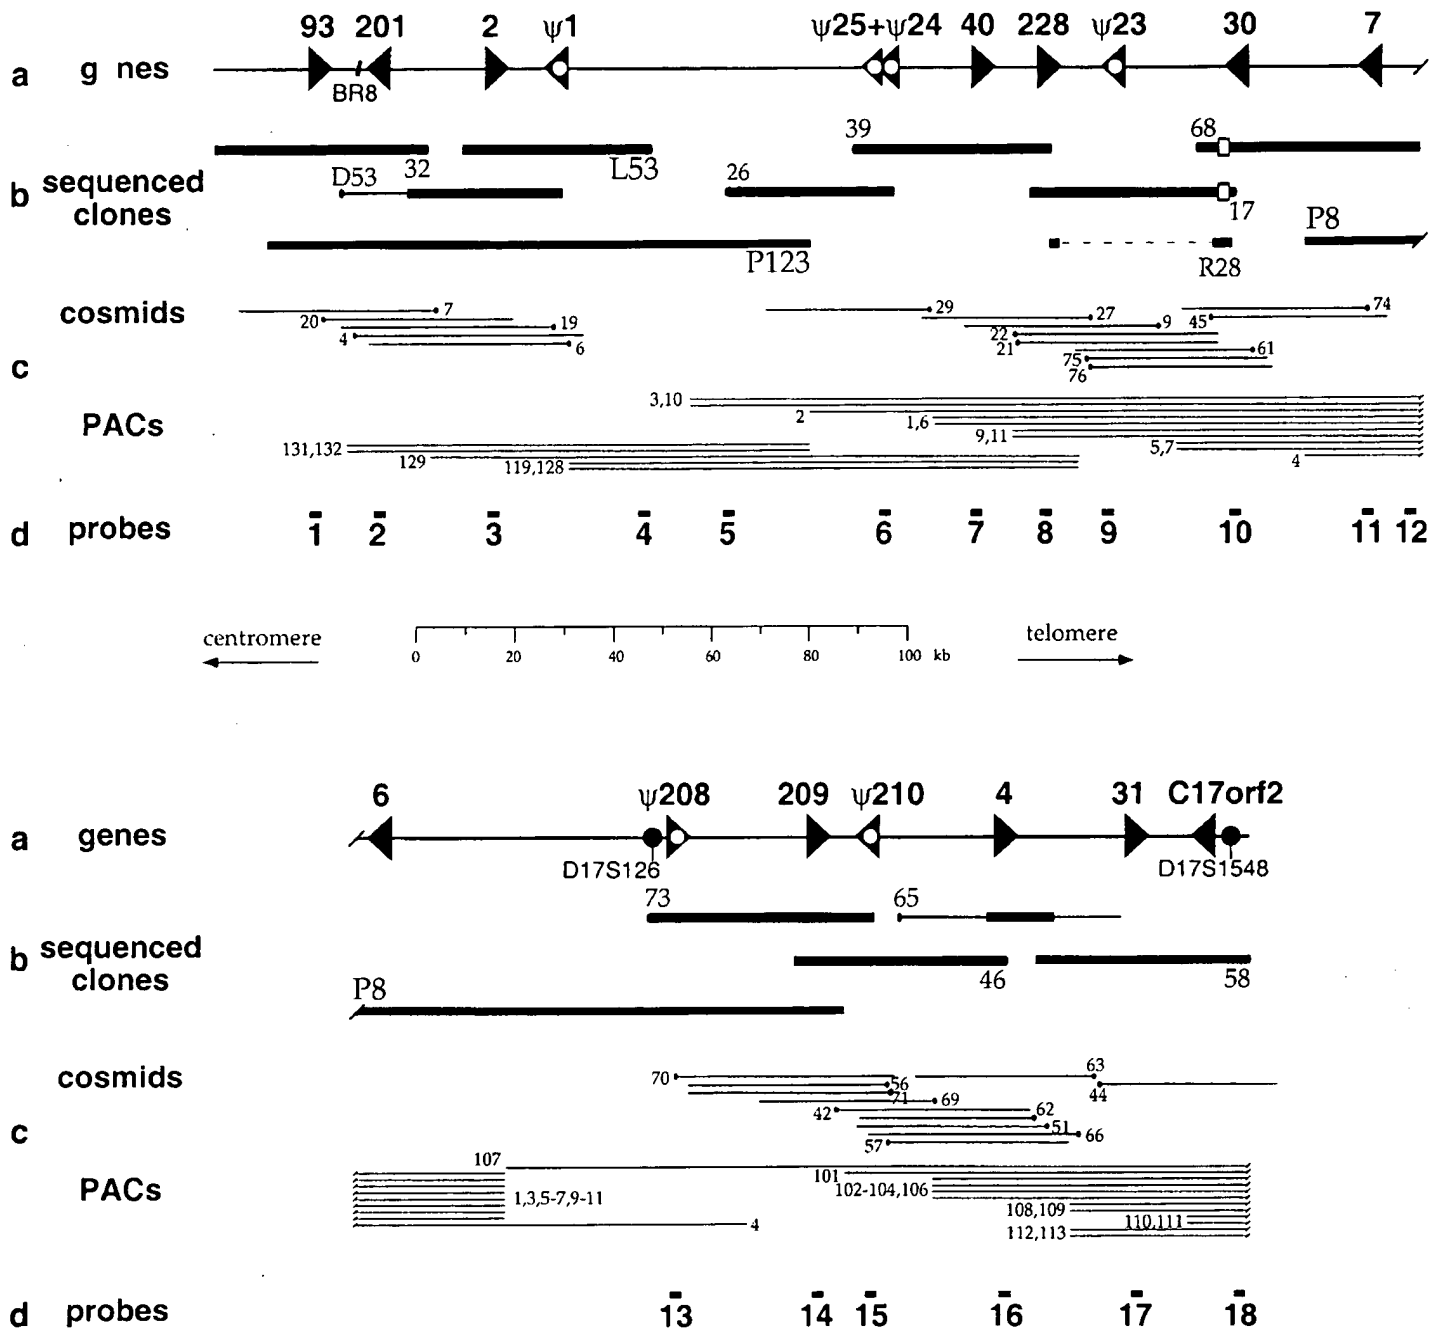 93 201 2 ψ1 ψ25+ψ24 40 228 ψ23 30 7
a g nes
BR8
39 68
L53
b sequenced clones
D53 32 26
17
P8
P123 R28
cosmids
7 29 74
20 27 45
19 9
4 22
6 21
61
75
76
c
PACs
3,10
2
1,6
9,11
131,132 5,7
129 4
119,128
d probes 1 2 3 4 5 6 7 8 9 10 11 12
centromere telomere
0 20 40 60 80 100 kb
6 ψ208 209 ψ210 4 31 C17orf2
a genes
D17S126 D17S1548
73 65
b sequenced clones
46 58
P8
cosmids
63
70 56 44
71 69
42 62
51
57 66
c
PACs
107
101
1,3,5-7,9-11 102-104,106
108,109
4 110,111
112,113
d probes 13 14 15 16 17 18